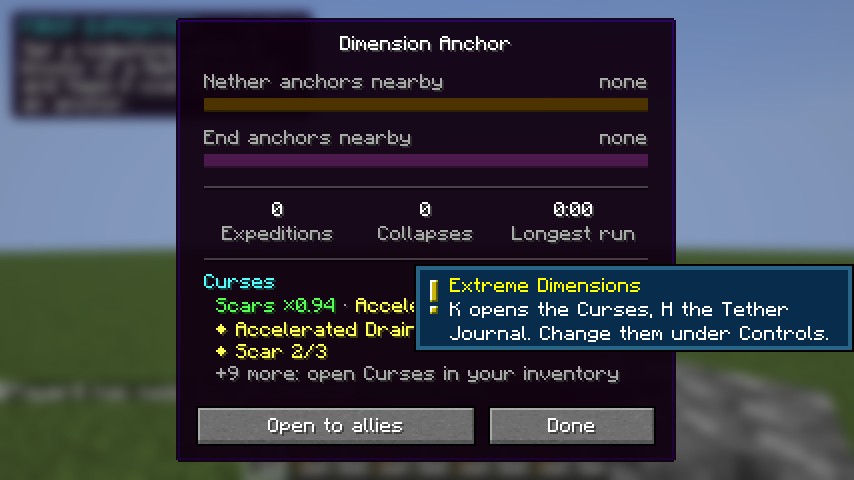 Dimension Anchor
Nether anchors nearby none
End anchors nearby none
0 0 0:00
Expeditions Collapses Longest run
Curses
Scars ×0.94 ·
✦ Accelerated Drain
✦ Scar 2/3
+9 more: open Curses in your inventory
Extreme Dimensions
K opens the Curses, H the Tether
Journal. Change them under Controls.
Open to allies Done